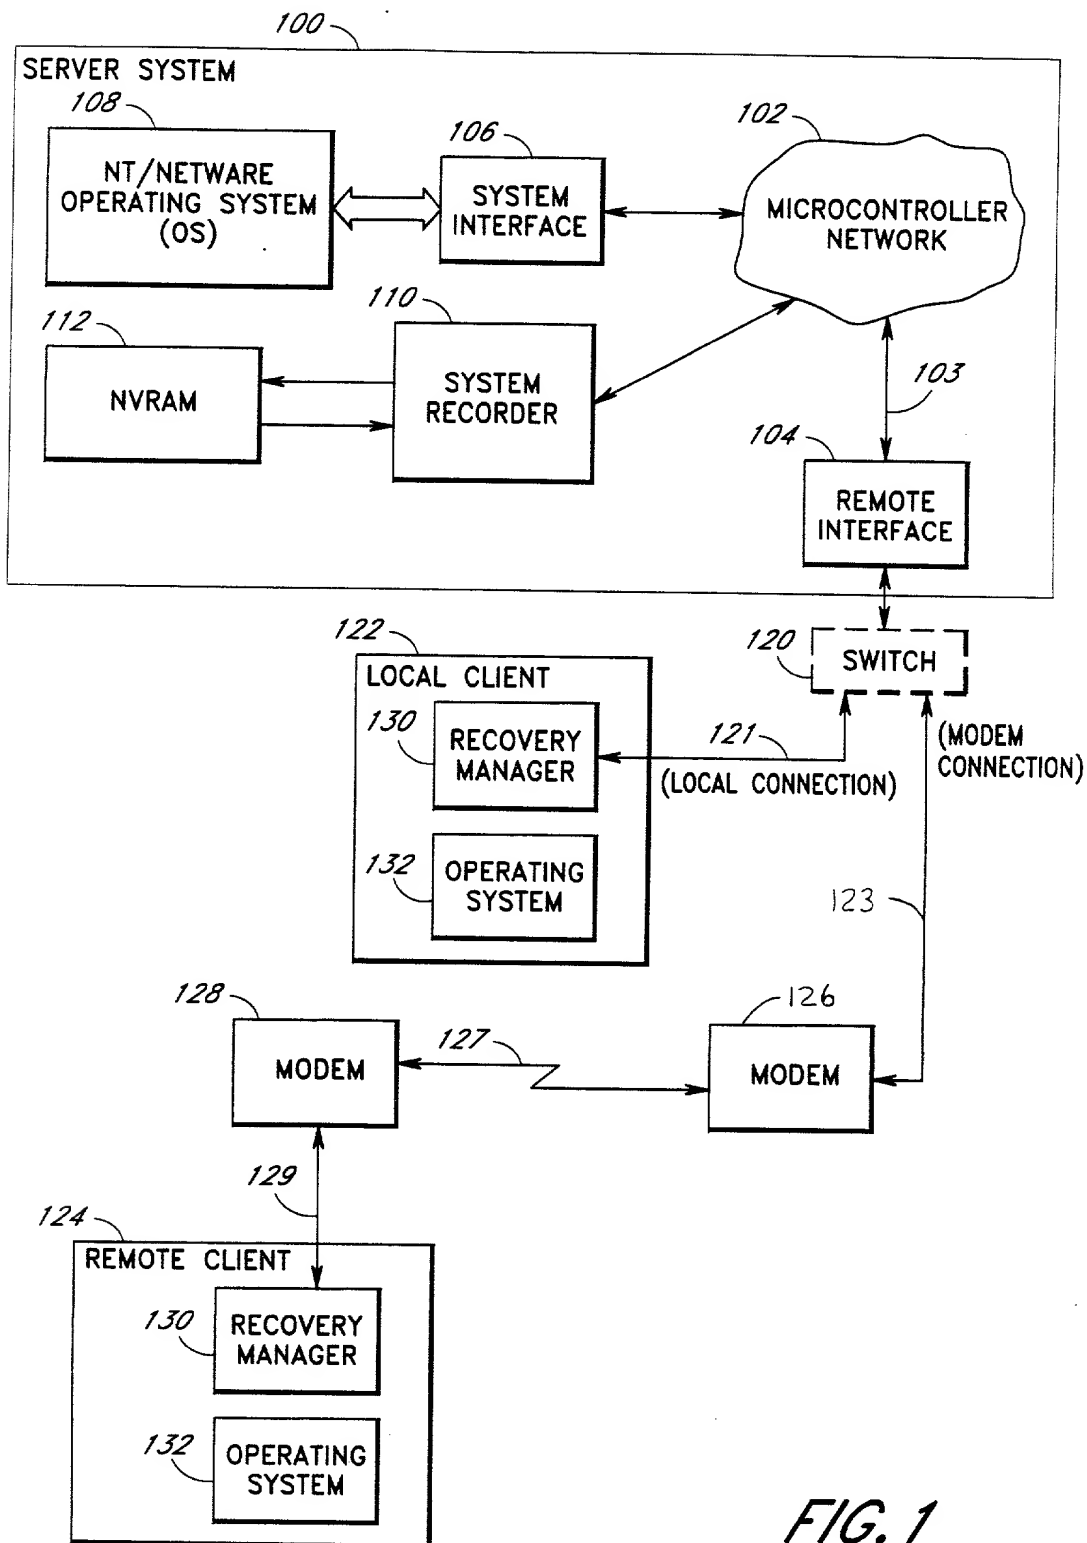 100
SERVER SYSTEM
108
NT/NETWARE
OPERATING SYSTEM
(OS)
106
SYSTEM
INTERFACE
102
MICROCONTROLLER
NETWORK
112
NVRAM
110
SYSTEM
RECORDER
103
104
REMOTE
INTERFACE
120
SWITCH
122
LOCAL CLIENT
130
RECOVERY
MANAGER
121
(LOCAL CONNECTION)
(MODEM
CONNECTION)
132
OPERATING
SYSTEM
123
128
MODEM
127
126
MODEM
129
124
REMOTE CLIENT
130
RECOVERY
MANAGER
132
OPERATING
SYSTEM
FIG. 1